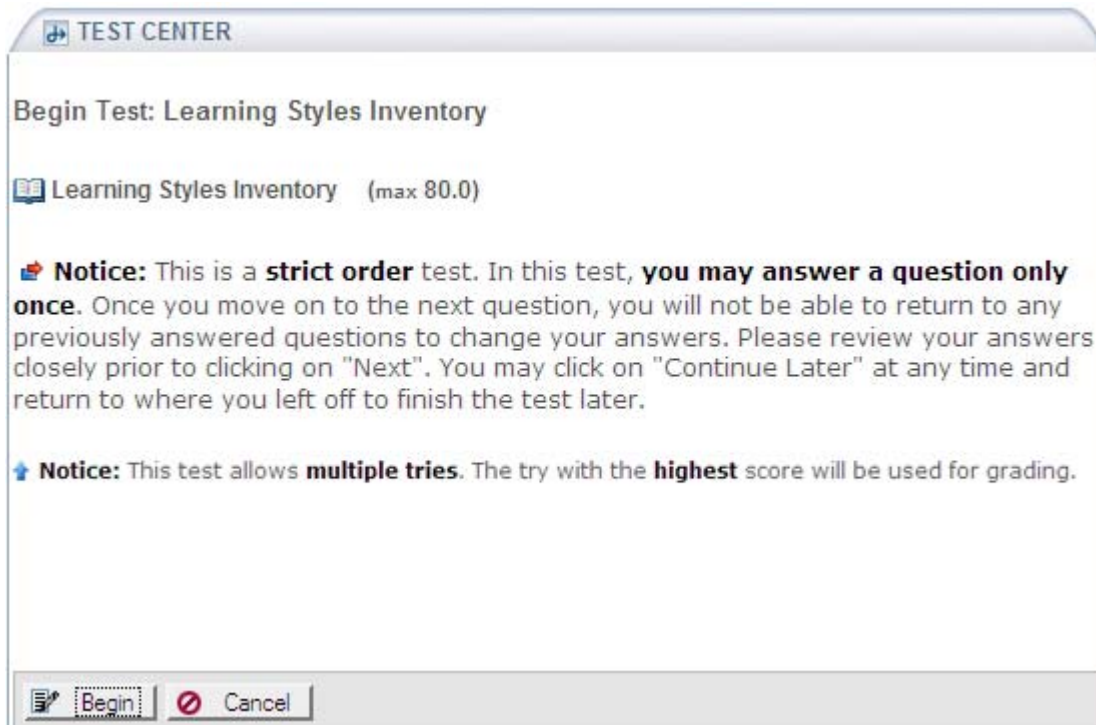 TEST CENTER
Begin Test: Learning Styles Inventory
Learning Styles Inventory (max 80.0)
Notice: This is a strict order test. In this test, you may answer a question only
once. Once you move on to the next question, you will not be able to return to any
previously answered questions to change your answers. Please review your answers
closely prior to clicking on "Next". You may click on "Continue Later" at any time and
return to where you left off to finish the test later.
Notice: This test allows multiple tries. The try with the highest score will be used for grading.
Begin Cancel